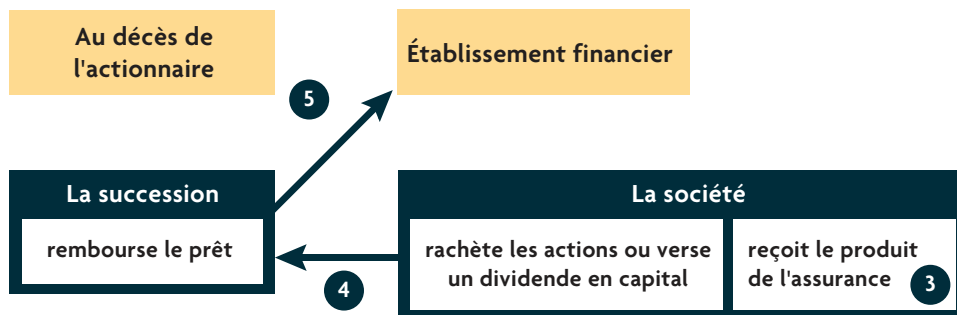 Au décès de
l'actionnaire
Établissement financier
5
La succession
rembourse le prêt
4
La société
rachète les actions ou verse
un dividende en capital
reçoit le produit
de l'assurance
3